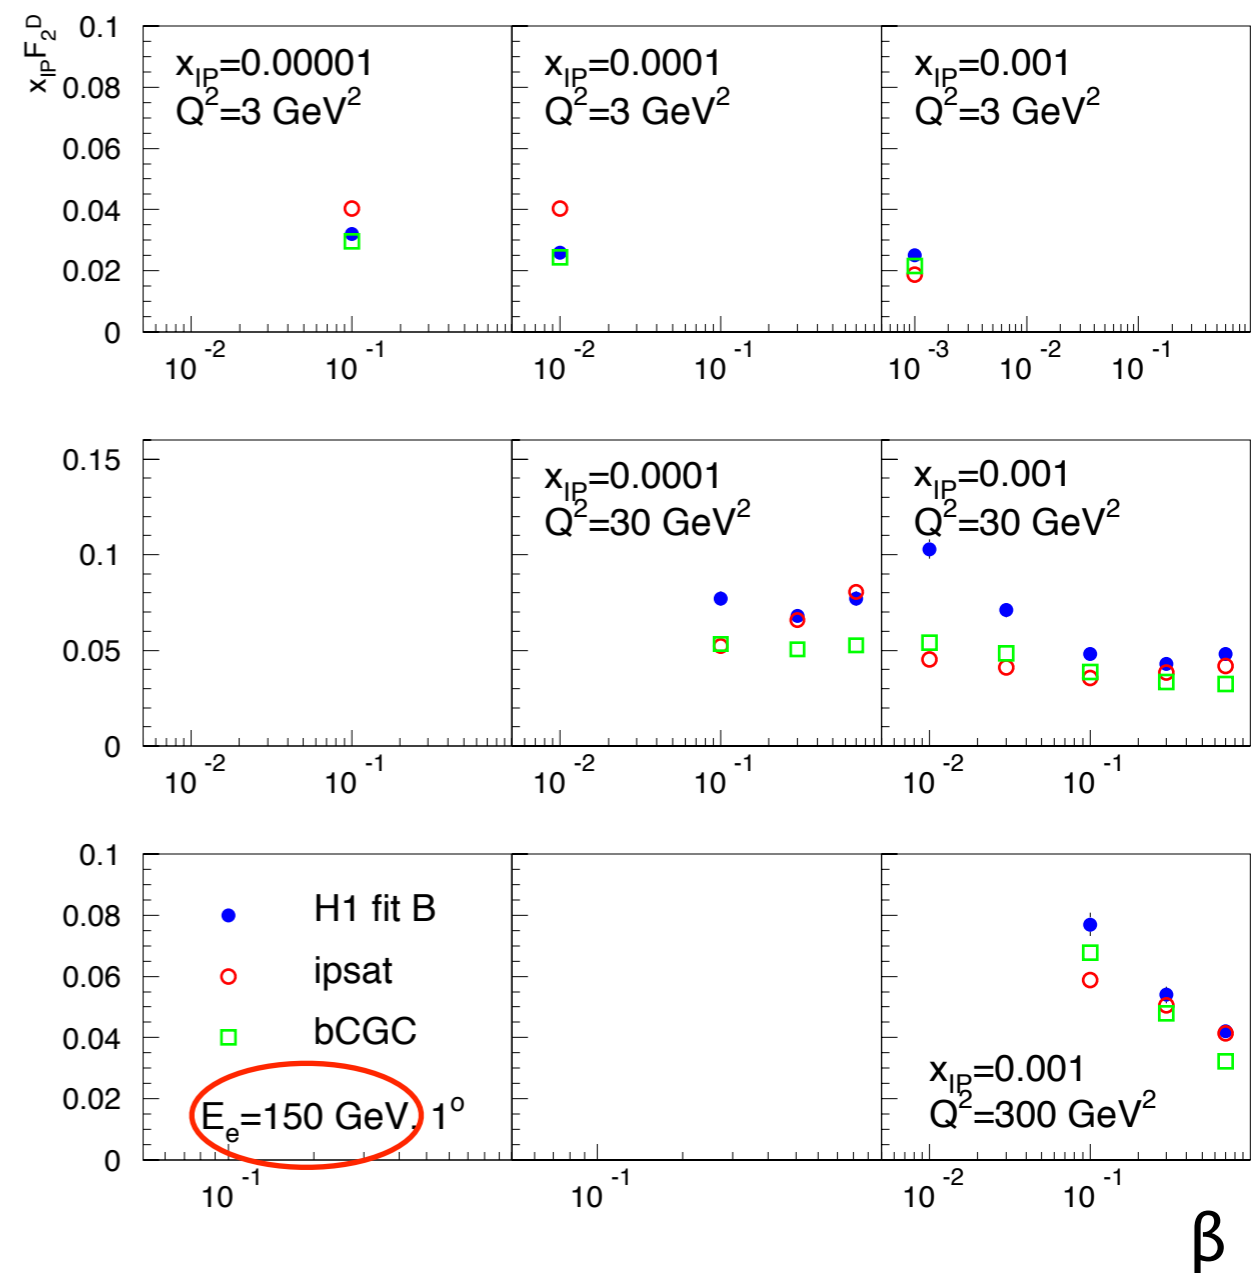 x_IP F_2^D
0.1
0.08
0.06
0.04
0.02
0
x_IP=0.00001
Q^2=3 GeV^2
x_IP=0.0001
Q^2=3 GeV^2
x_IP=0.001
Q^2=3 GeV^2
10^-2 10^-1 10^-2 10^-1 10^-3 10^-2 10^-1
0.15
0.1
0.05
0
x_IP=0.0001
Q^2=30 GeV^2
x_IP=0.001
Q^2=30 GeV^2
10^-2 10^-1 10^-2 10^-1 10^-2 10^-1
0.1
0.08
0.06
0.04
0.02
0
H1 fit B
ipsat
bCGC
E_e=150 GeV, 1^o
x_IP=0.001
Q^2=300 GeV^2
10^-1 10^-1 10^-2 10^-1
β